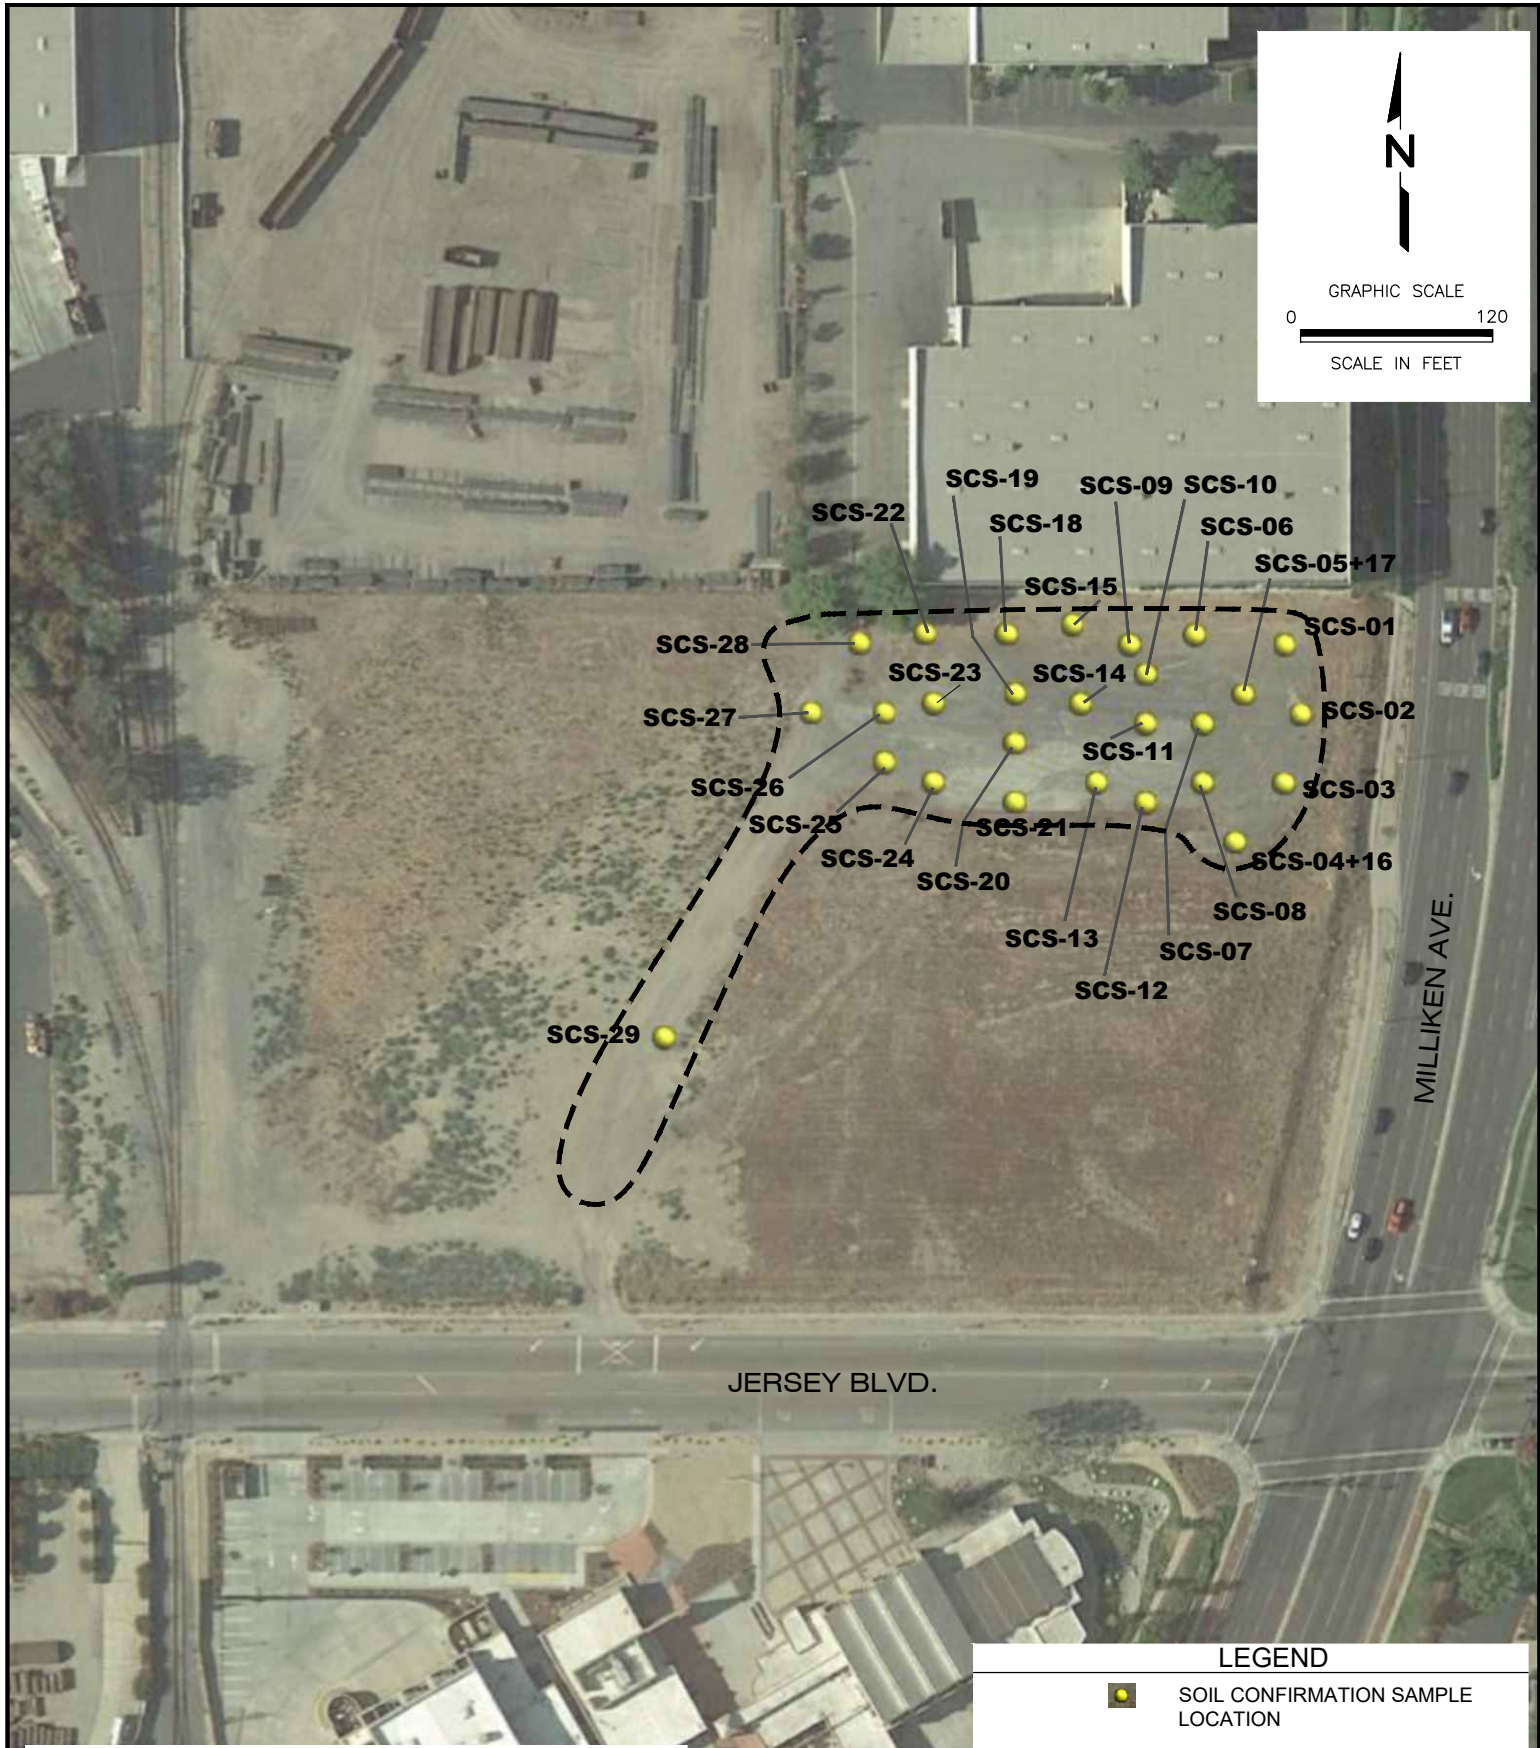 N
GRAPHIC SCALE
0 120
SCALE IN FEET
SCS-19
SCS-09
SCS-10
SCS-22
SCS-18
SCS-06
SCS-05+17
SCS-15
SCS-01
SCS-28
SCS-23
SCS-14
SCS-27
SCS-02
SCS-11
SCS-26
SCS-03
SCS-25
SCS-21
SCS-24
SCS-04+16
SCS-20
SCS-08
SCS-13
SCS-07
SCS-12
SCS-29
MILLIKEN AVE.
JERSEY BLVD.
LEGEND
SOIL CONFIRMATION SAMPLE
LOCATION